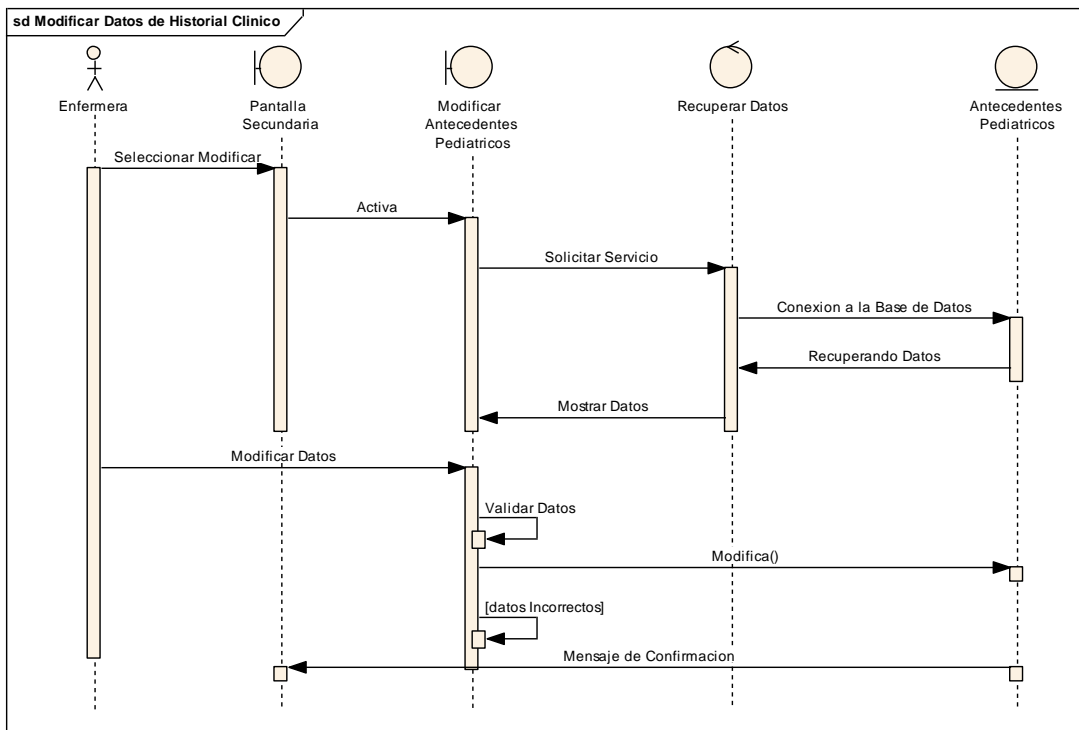 sd Modificar Datos de Historial Clinico
Enfermera
Pantalla
Secundaria
Modificar
Antecedentes
Pediatricos
Recuperar Datos
Antecedentes
Pediatricos
Seleccionar Modificar
Activa
Solicitar Servicio
Conexion a la Base de Datos
Recuperando Datos
Mostrar Datos
Modificar Datos
Validar Datos
Modifica()
[datos Incorrectos]
Mensaje de Confirmacion